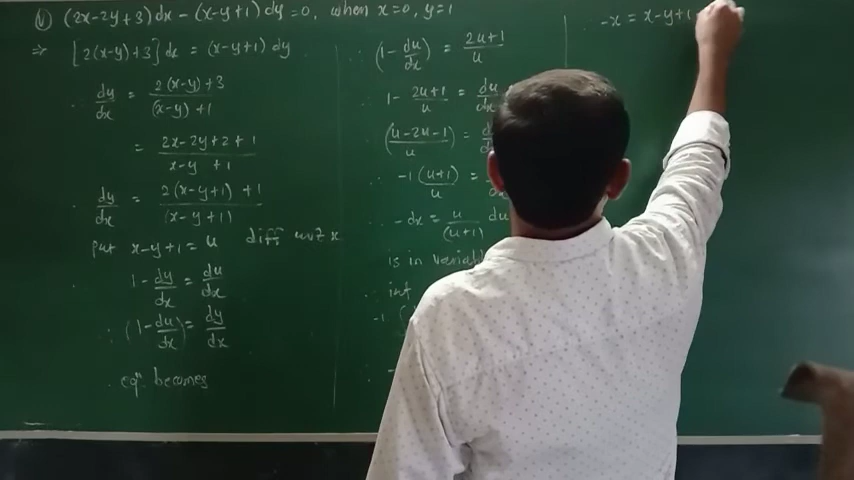 v) (2x-2y+3)dx - (x-y+1)dy=0, when x=0, y=1
⇒ [2(x-y)+3] dx = (x-y+1) dy
∴ dy/dx = (2(x-y)+3)/((x-y)+1)
= (2x-2y+2+1)/(x-y+1)
∴ dy/dx = (2(x-y+1)+1)/((x-y+1))
put x-y+1 = u diff w.r.t x
∴ 1 - dy/dx = du/dx
∴ (1 - du/dx) = dy/dx
∴ eqⁿ becomes
∴ (1 - du/dx) = (2u+1)/u
∴ 1 - (2u+1)/u = du/dx
∴ ((u-2u-1)/u) =
∴ -1 (u+1)/u =
∴ -dx = u/(u+1) du
is in
int
-1
-x = x-y+1